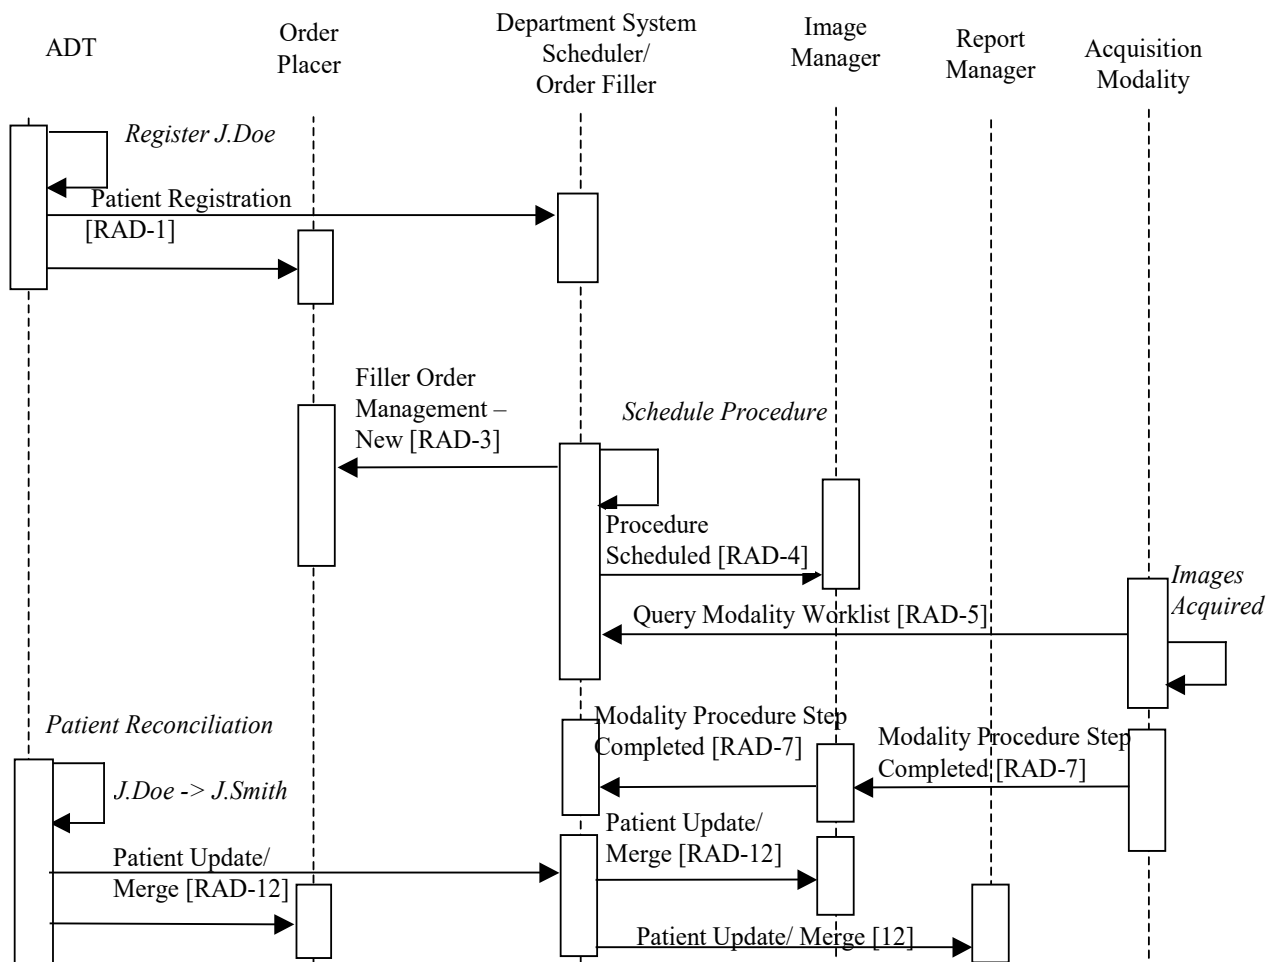 ADT
Order
Placer
Department System
Scheduler/
Order Filler
Image
Manager
Report
Manager
Acquisition
Modality
Register J.Doe
Patient Registration
[RAD-1]
Filler Order
Management –
New [RAD-3]
Schedule Procedure
Procedure
Scheduled [RAD-4]
Images
Acquired
Query Modality Worklist [RAD-5]
Patient Reconciliation
Modality Procedure Step
Completed [RAD-7]
Modality Procedure Step
Completed [RAD-7]
J.Doe -> J.Smith
Patient Update/
Merge [RAD-12]
Patient Update/
Merge [RAD-12]
Patient Update/ Merge [12]